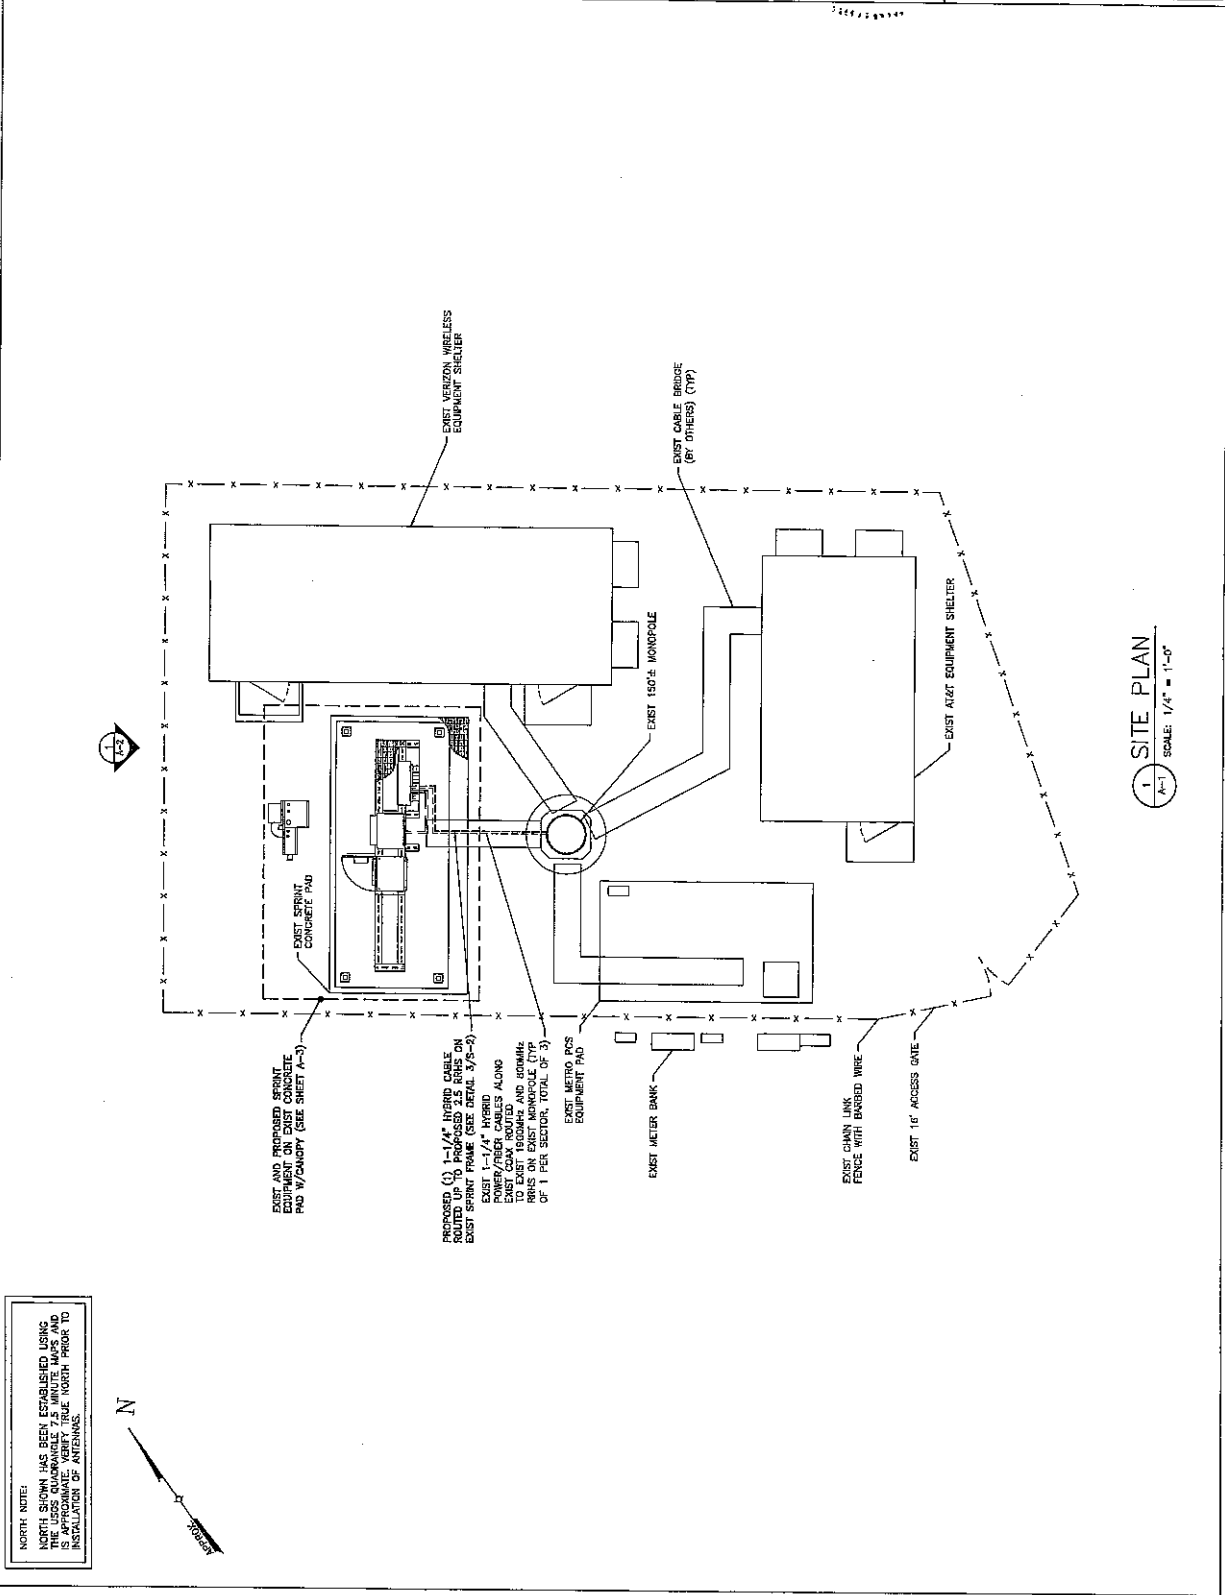 NORTH NOTE:
NORTH SHOWN HAS BEEN ESTABLISHED USING
THE USGS QUADRANGLE 7.5 MINUTE MAPS AND
IS APPROXIMATE. VERIFY TRUE NORTH PRIOR TO
INSTALLATION OF ANTENNAS.
N
APPROX.
1
A-2
EXIST AND PROPOSED SPRINT
EQUIPMENT ON EXIST CONCRETE
PAD W/CANOPY (SEE SHEET A-3)
EXIST SPRINT
CONCRETE PAD
EXIST VERIZON WIRELESS
EQUIPMENT SHELTER
PROPOSED (1) 1-1/4" HYBRID CABLE
ROUTED UP TO PROPOSED 2.5 RRHS ON
EXIST SPRINT FRAME (SEE DETAIL 3/S-2)
EXIST 1-1/4" HYBRID
POWER/FIBER CABLES ALONG
EXIST COAX ROUTED
TO EXIST 1900MHz AND 800MHz
RRHS ON EXIST MONOPOLE (TYP
OF 1 PER SECTOR, TOTAL OF 3)
EXIST METRO PCS
EQUIPMENT PAD
EXIST 150'± MONOPOLE
EXIST CABLE BRIDGE
(BY OTHERS) (TYP)
EXIST METER BANK
EXIST CHAIN LINK
FENCE WITH BARBED WIRE
EXIST 16' ACCESS GATE
EXIST AT&T EQUIPMENT SHELTER
1
A-1
SITE PLAN
SCALE: 1/4" = 1'-0"